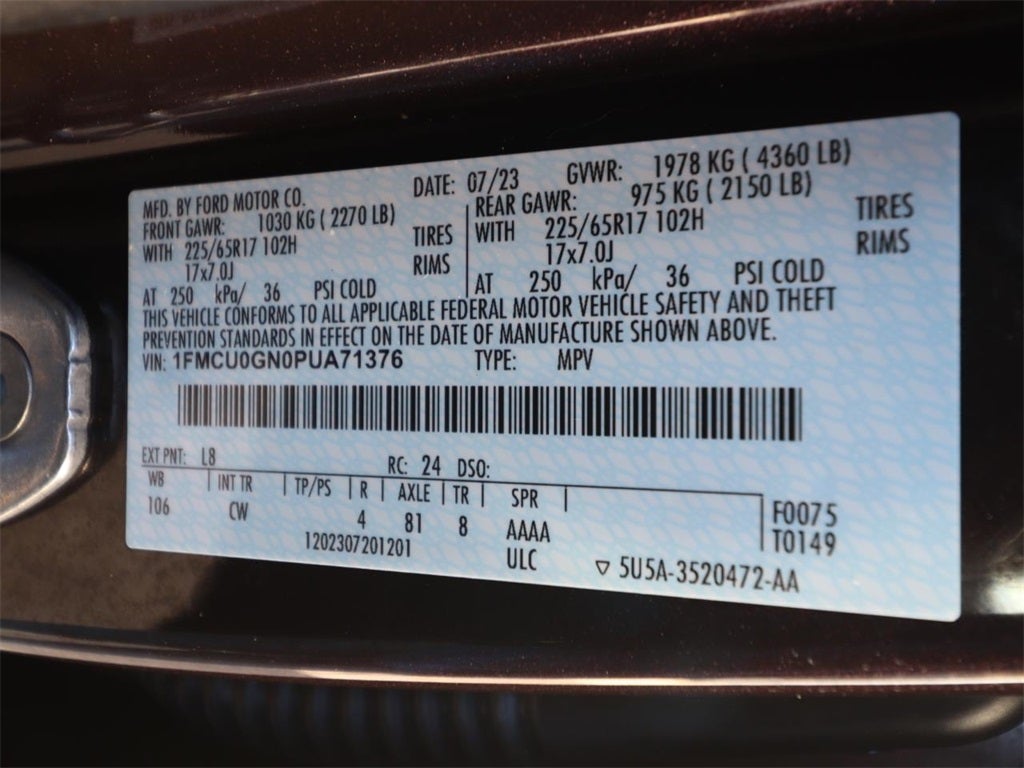 MFD. BY FORD MOTOR CO. DATE: 07/23 GVWR: 1978 KG ( 4360 LB)
FRONT GAWR: 1030 KG ( 2270 LB) REAR GAWR: 975 KG ( 2150 LB)
WITH 225/65R17 102H TIRES WITH 225/65R17 102H TIRES
17x7.0J RIMS 17x7.0J RIMS
AT 250 kPa/ 36 PSI COLD AT 250 kPa/ 36 PSI COLD
THIS VEHICLE CONFORMS TO ALL APPLICABLE FEDERAL MOTOR VEHICLE SAFETY AND THEFT
PREVENTION STANDARDS IN EFFECT ON THE DATE OF MANUFACTURE SHOWN ABOVE.
VIN: 1FMCU0GN0PUA71376 TYPE: MPV
EXT PNT: L8 RC: 24 DSO:
WB INT TR TP/PS R AXLE TR SPR
106 CW 4 81 8 AAAA F0075
1202307201201 ULC T0149
▽ 5U5A-3520472-AA